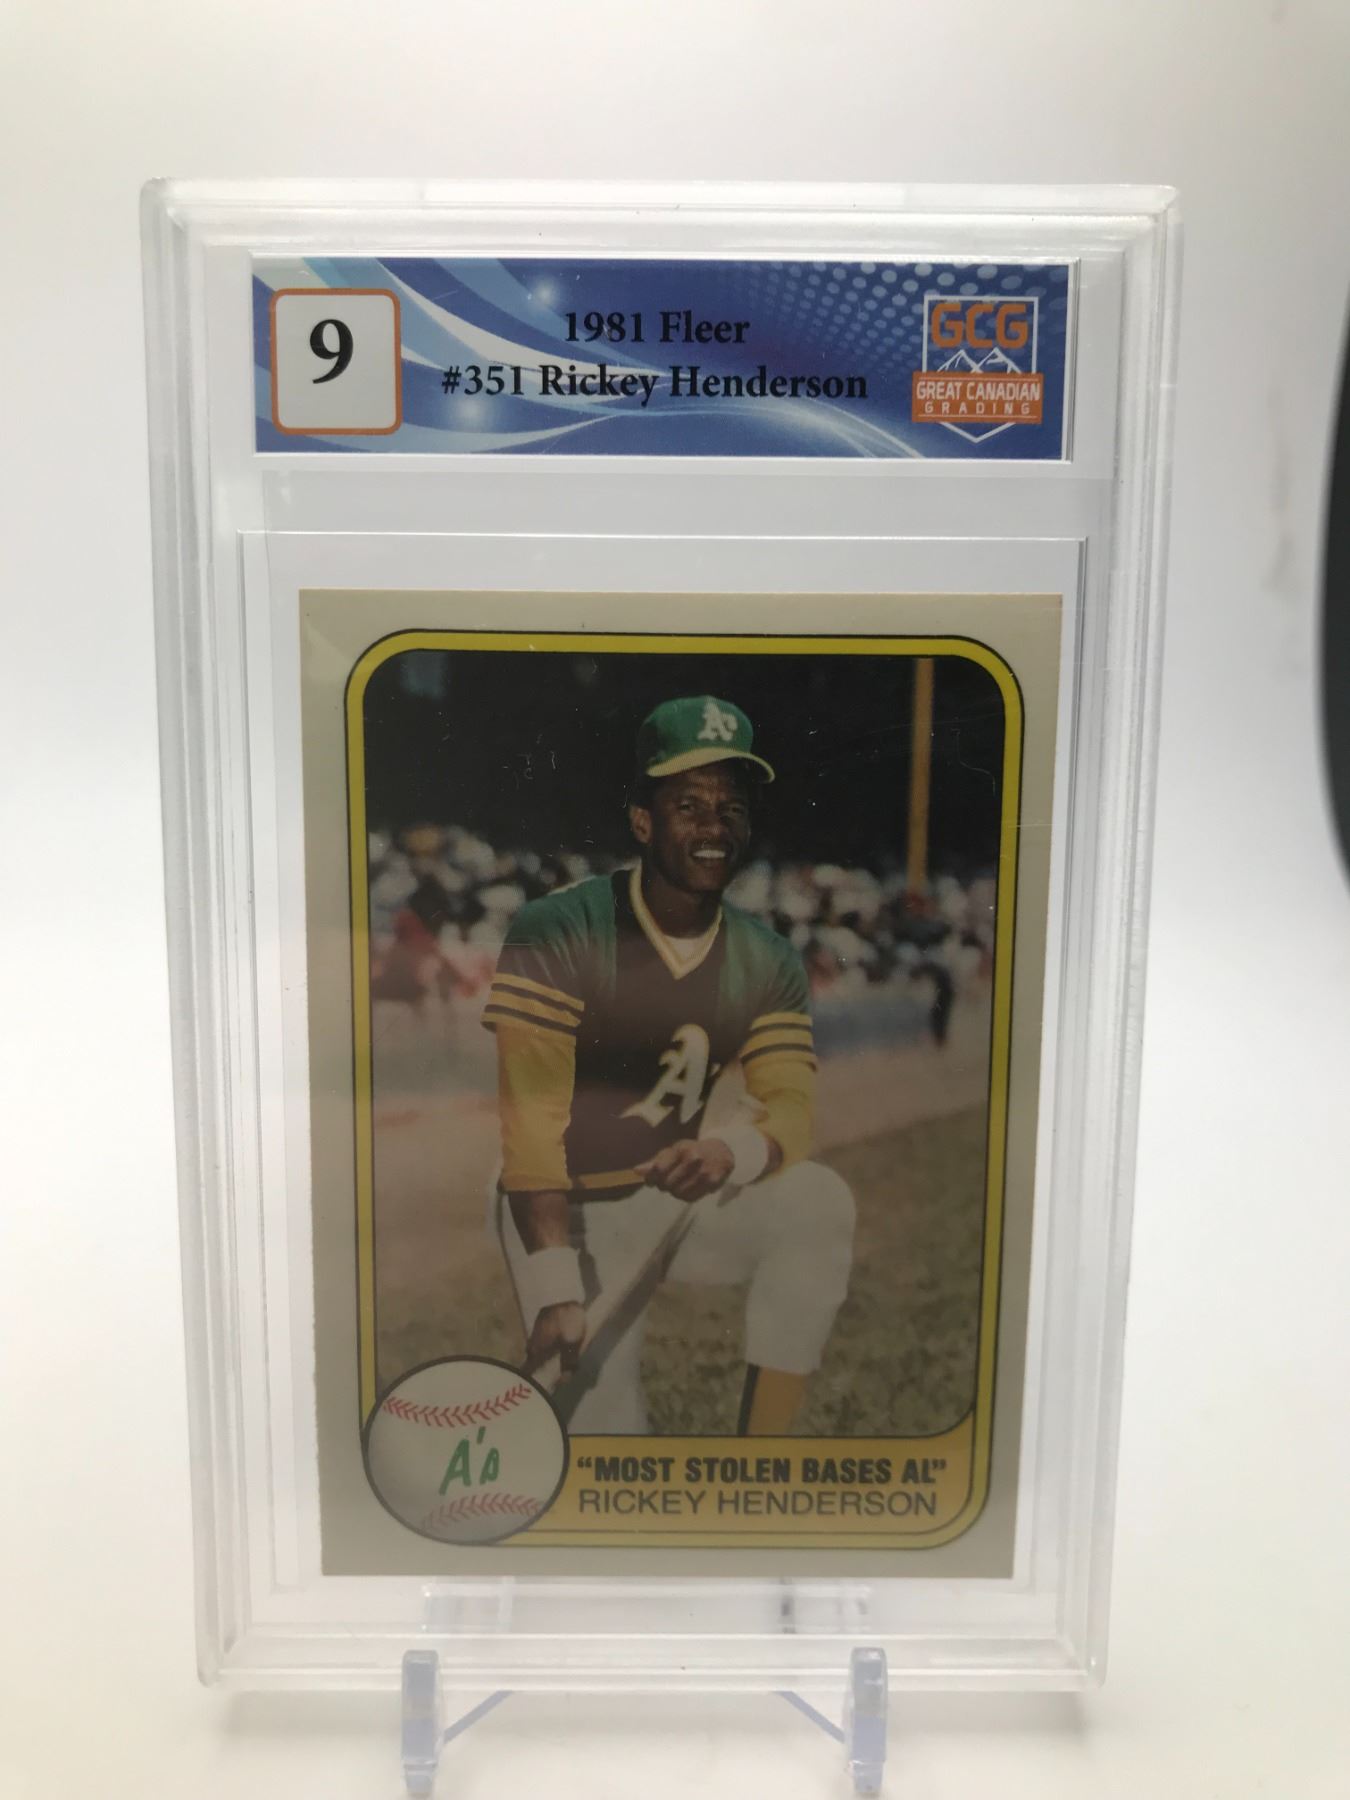 9
1981 Fleer
#351 Rickey Henderson
GCG
GREAT CANADIAN
GRADING
A
A's
A's
"MOST STOLEN BASES AL"
RICKEY HENDERSON